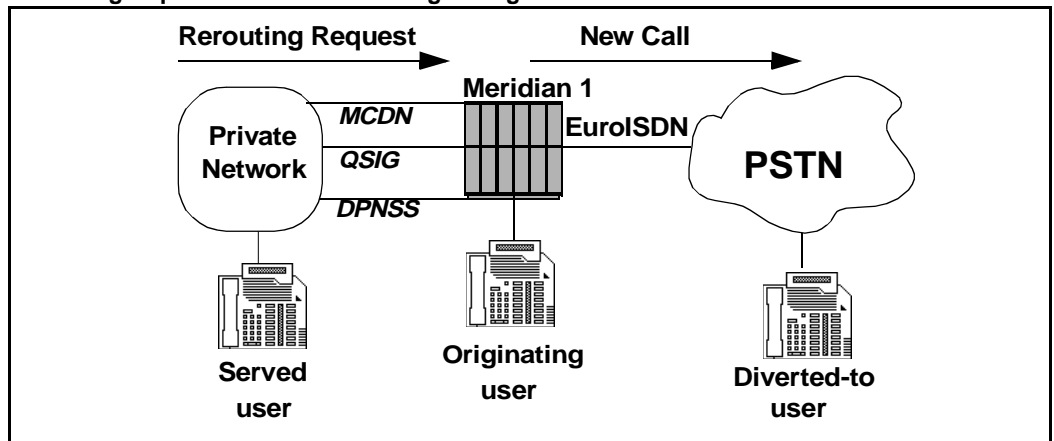 Rerouting Request
New Call
Meridian 1
MCDN
EuroISDN
Private
Network
QSIG
PSTN
DPNSS
Served
user
Originating
user
Diverted-to
user